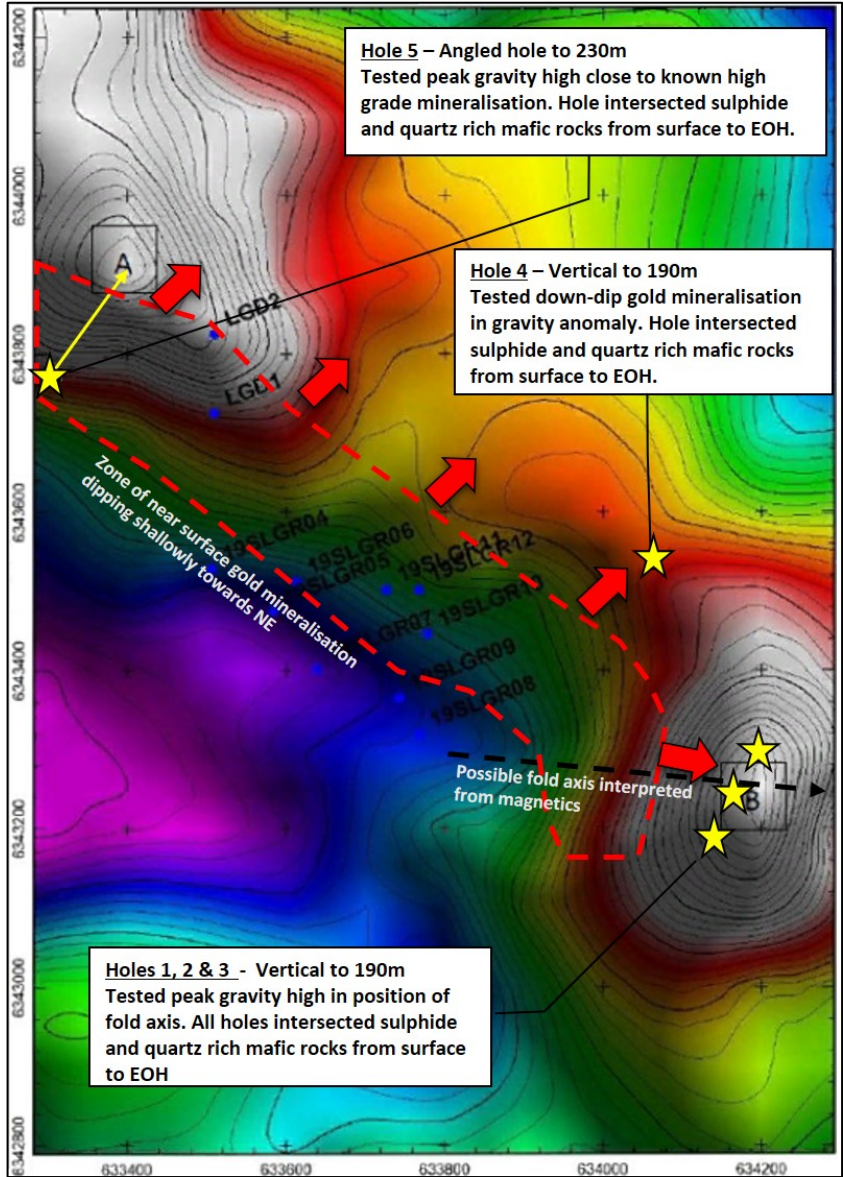 Hole 5 – Angled hole to 230m
Tested peak gravity high close to known high
grade mineralisation. Hole intersected sulphide
and quartz rich mafic rocks from surface to EOH.
Hole 4 – Vertical to 190m
Tested down-dip gold mineralisation
in gravity anomaly. Hole intersected
sulphide and quartz rich mafic rocks
from surface to EOH.
A
LGD2
LGD1
Zone of near surface gold mineralisation
dipping shallowly towards NE
19SLGR04
19SLGR06
SLGR05
19SLGR11
19SLGR12
GR07
19SLGR10
19SLGR09
19SLGR08
Possible fold axis interpreted
from magnetics
B
Holes 1, 2 & 3 - Vertical to 190m
Tested peak gravity high in position of
fold axis. All holes intersected sulphide
and quartz rich mafic rocks from surface
to EOH
6344200
6344000
6343800
6343600
6343400
6343200
6343000
6342800
633400
633600
633800
634000
634200